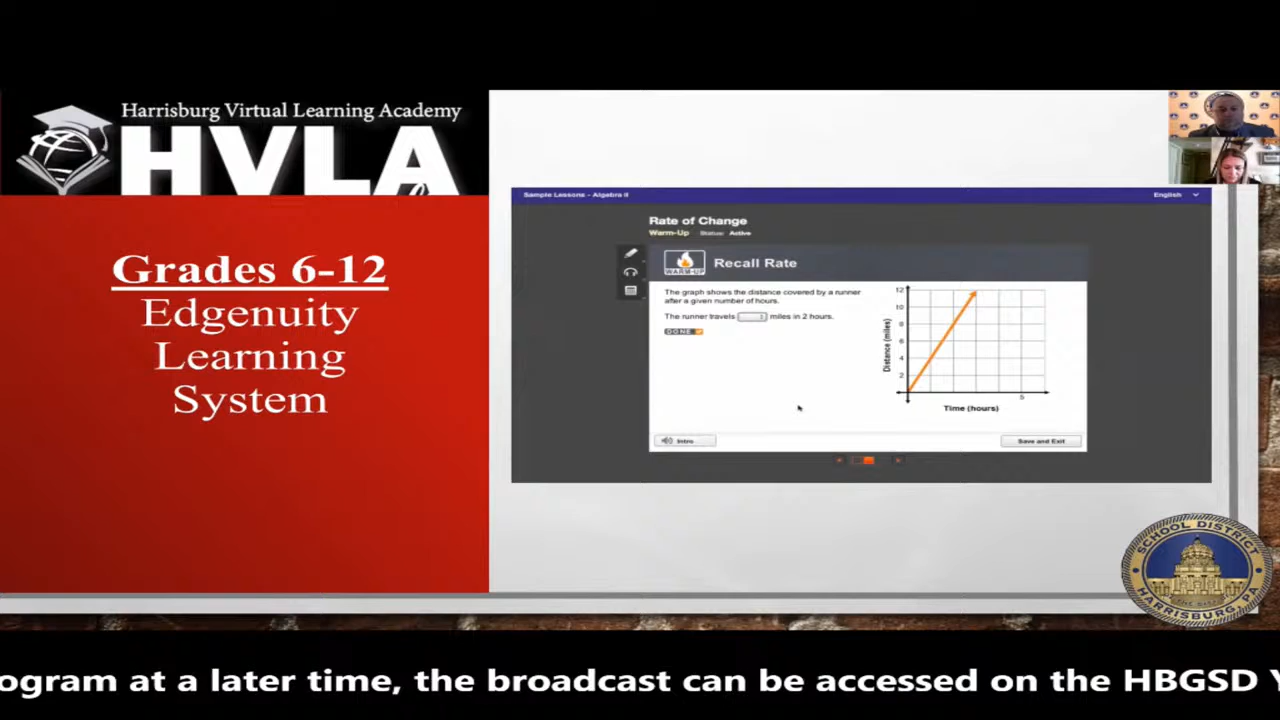 Harrisburg Virtual Learning Academy
HVLA
Grades 6-12
Edgenuity
Learning
System
Sample Lessons - Algebra II
English
Rate of Change
Warm-Up Status: Active
WARM-UP
Recall Rate
The graph shows the distance covered by a runner
after a given number of hours.
The runner travels miles in 2 hours.
DONE
12
10
8
6
4
2
Distance (miles)
5
Time (hours)
Intro
Save and Exit
SCHOOL DISTRICT
HARRISBURG, PA
ogram at a later time, the broadcast can be accessed on the HBGSD Y